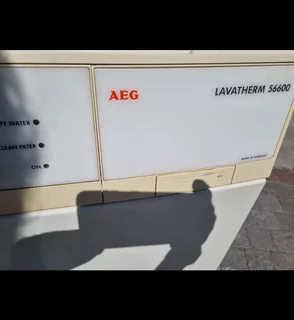 AEG
LAVATHERM 56600
TY WATER
CLEAN FILTER
ON
MADE IN GERMANY